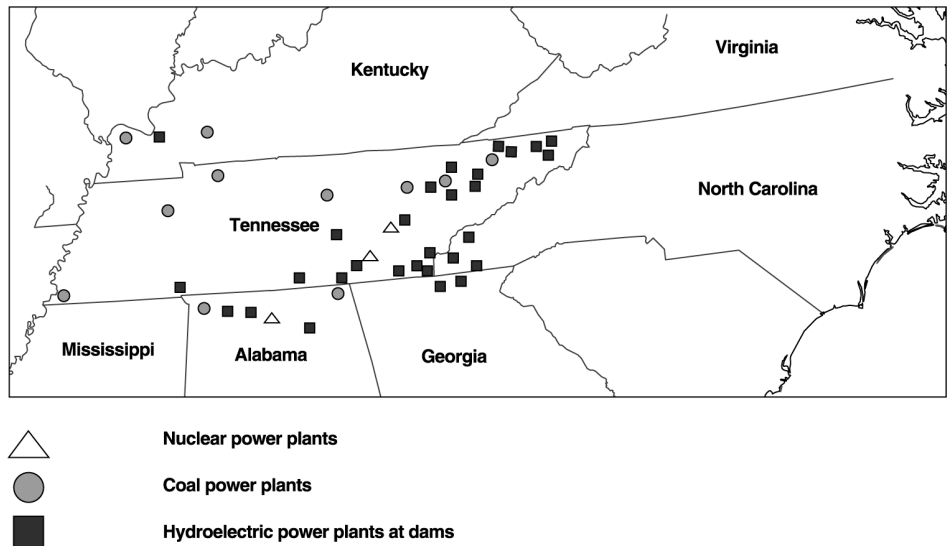 Kentucky
Virginia
North Carolina
Tennessee
Mississippi
Alabama
Georgia
Nuclear power plants
Coal power plants
Hydroelectric power plants at dams